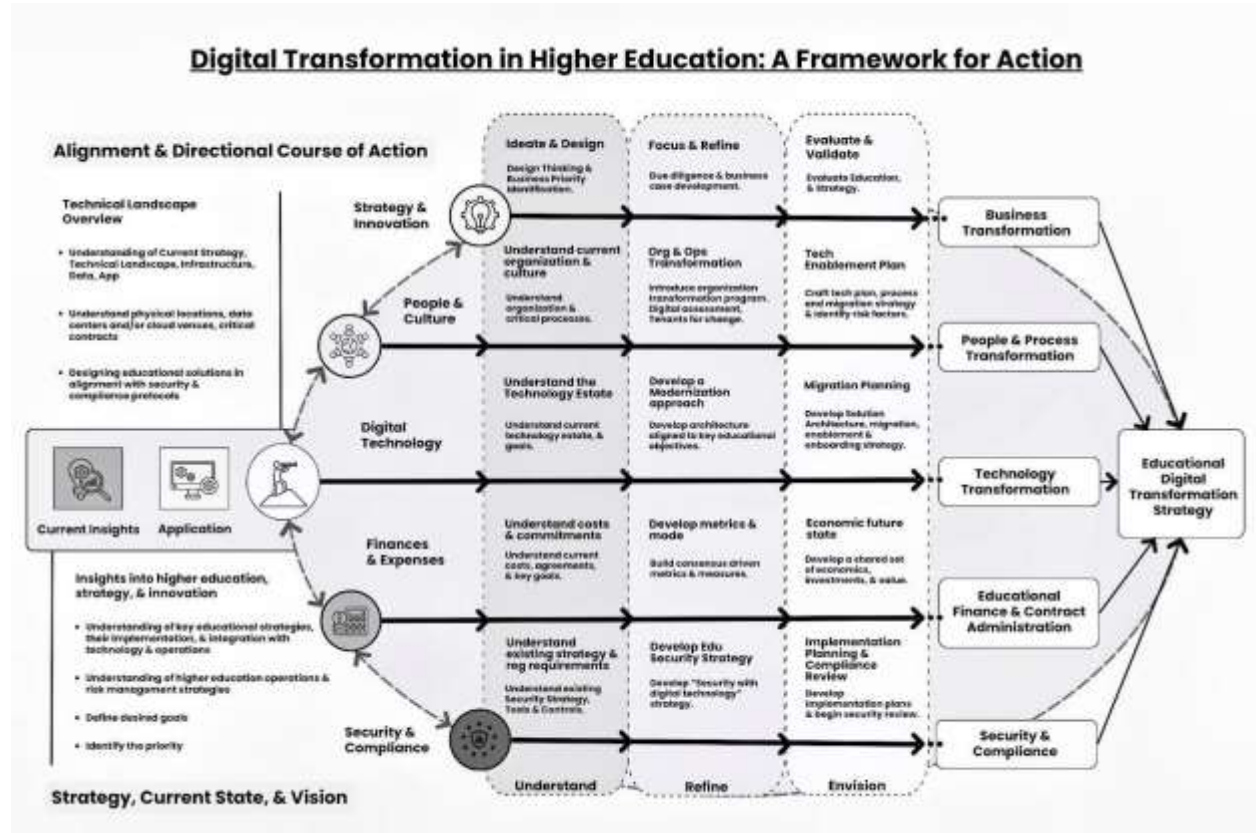 Digital Transformation in Higher Education: A Framework for Action
Alignment & Directional Course of Action
Technical Landscape
Overview
• Understanding of Current Strategy,
Technical Landscape, Infrastructure,
Data, App
• Understand physical locations, data
centers and/or cloud venues, critical
contracts
• Designing educational solutions in
alignment with security &
compliance protocols
Current Insights
Application
Insights into higher education,
strategy, & innovation
• Understanding of key educational strategies,
their implementation, & integration with
technology & operations
• Understanding of higher education operations &
risk management strategies
• Define desired goals
• Identify the priority
Strategy, Current State, & Vision
Strategy &
Innovation
Ideate & Design
Design Thinking &
Business Priority
Identification.
Focus & Refine
Due diligence & business
case development.
Evaluate &
Validate
Evaluate Education,
& Strategy.
Business
Transformation
People &
Culture
Understand current
organization &
culture
Understand
organization &
critical processes.
Org & Ops
Transformation
Introduce organization
transformation program.
Digital assessment,
Tenants for change.
Tech
Enablement Plan
Craft tech plan, process
and migration strategy
& identify risk factors.
People & Process
Transformation
Digital
Technology
Understand the
Technology Estate
Understand current
technology estate, &
goals.
Develop a
Modernization
approach
Develop architecture
aligned to key educational
objectives.
Migration Planning
Develop Solution
Architecture, migration,
enablement &
onboarding strategy.
Technology
Transformation
Finances
& Expenses
Understand costs
& commitments
Understand current
costs, agreements,
& key goals.
Develop metrics &
mode
Build consensus driven
metrics & measures.
Economic future
state
Develop a shared set
of economics,
investments, & value.
Educational
Finance & Contract
Administration
Security &
Compliance
Understand
existing strategy &
reg requirements
Understand existing
Security Strategy,
Tools & Controls.
Develop Edu
Security Strategy
Develop "Security with
digital technology"
strategy.
Implementation
Planning &
Compliance
Review
Develop
implementation plans
& begin security review.
Security &
Compliance
Understand
Refine
Envision
Educational
Digital
Transformation
Strategy